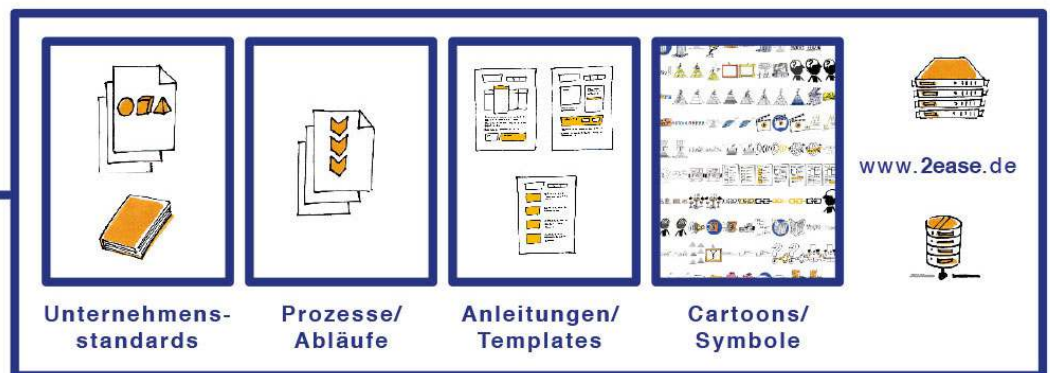 Unternehmens-
standards
Prozesse/
Abläufe
Anleitungen/
Templates
Cartoons/
Symbole
www.2ease.de